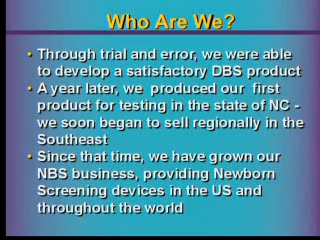 Who Are We?
• Through trial and error, we were able
to develop a satisfactory DBS product
• A year later, we produced our first
product for testing in the state of NC -
we soon began to sell regionally in the
Southeast
• Since that time, we have grown our
NBS business, providing Newborn
Screening devices in the US and
throughout the world